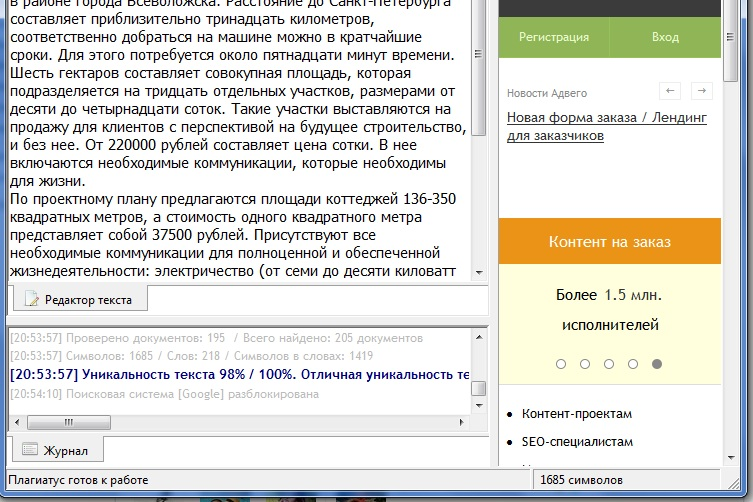 в районе города Всеволожска. Расстояние до Санкт-Петербурга
составляет приблизительно тринадцать километров,
соответственно добраться на машине можно в кратчайшие
сроки. Для этого потребуется около пятнадцати минут времени.
Шесть гектаров составляет совокупная площадь, которая
подразделяется на тридцать отдельных участков, размерами от
десяти до четырнадцати соток. Такие участки выставляются на
продажу для клиентов с перспективой на будущее строительство,
и без нее. От 220000 рублей составляет цена сотки. В нее
включаются необходимые коммуникации, которые необходимы
для жизни.
По проектному плану предлагаются площади коттеджей 136-350
квадратных метров, а стоимость одного квадратного метра
представляет собой 37500 рублей. Присутствуют все
необходимые коммуникации для полноценной и обеспеченной
жизнедеятельности: электричество (от семи до десяти киловатт
Редактор текста
[20:53:57] Проверено документов: 195 / Всего найдено: 205 документов
[20:53:57] Символов: 1685 / Слов: 218 / Символов в словах: 1419
[20:53:57] Уникальность текста 98% / 100%. Отличная уникальность те
[20:54:10] Поисковая система [Google] разблокирована
Журнал
Плагиатус готов к работе
1685 символов
Регистрация
Вход
Новости Адвего
Новая форма заказа / Лендинг
для заказчиков
Контент на заказ
Более 1.5 млн.
исполнителей
Контент-проектам
SEO-специалистам